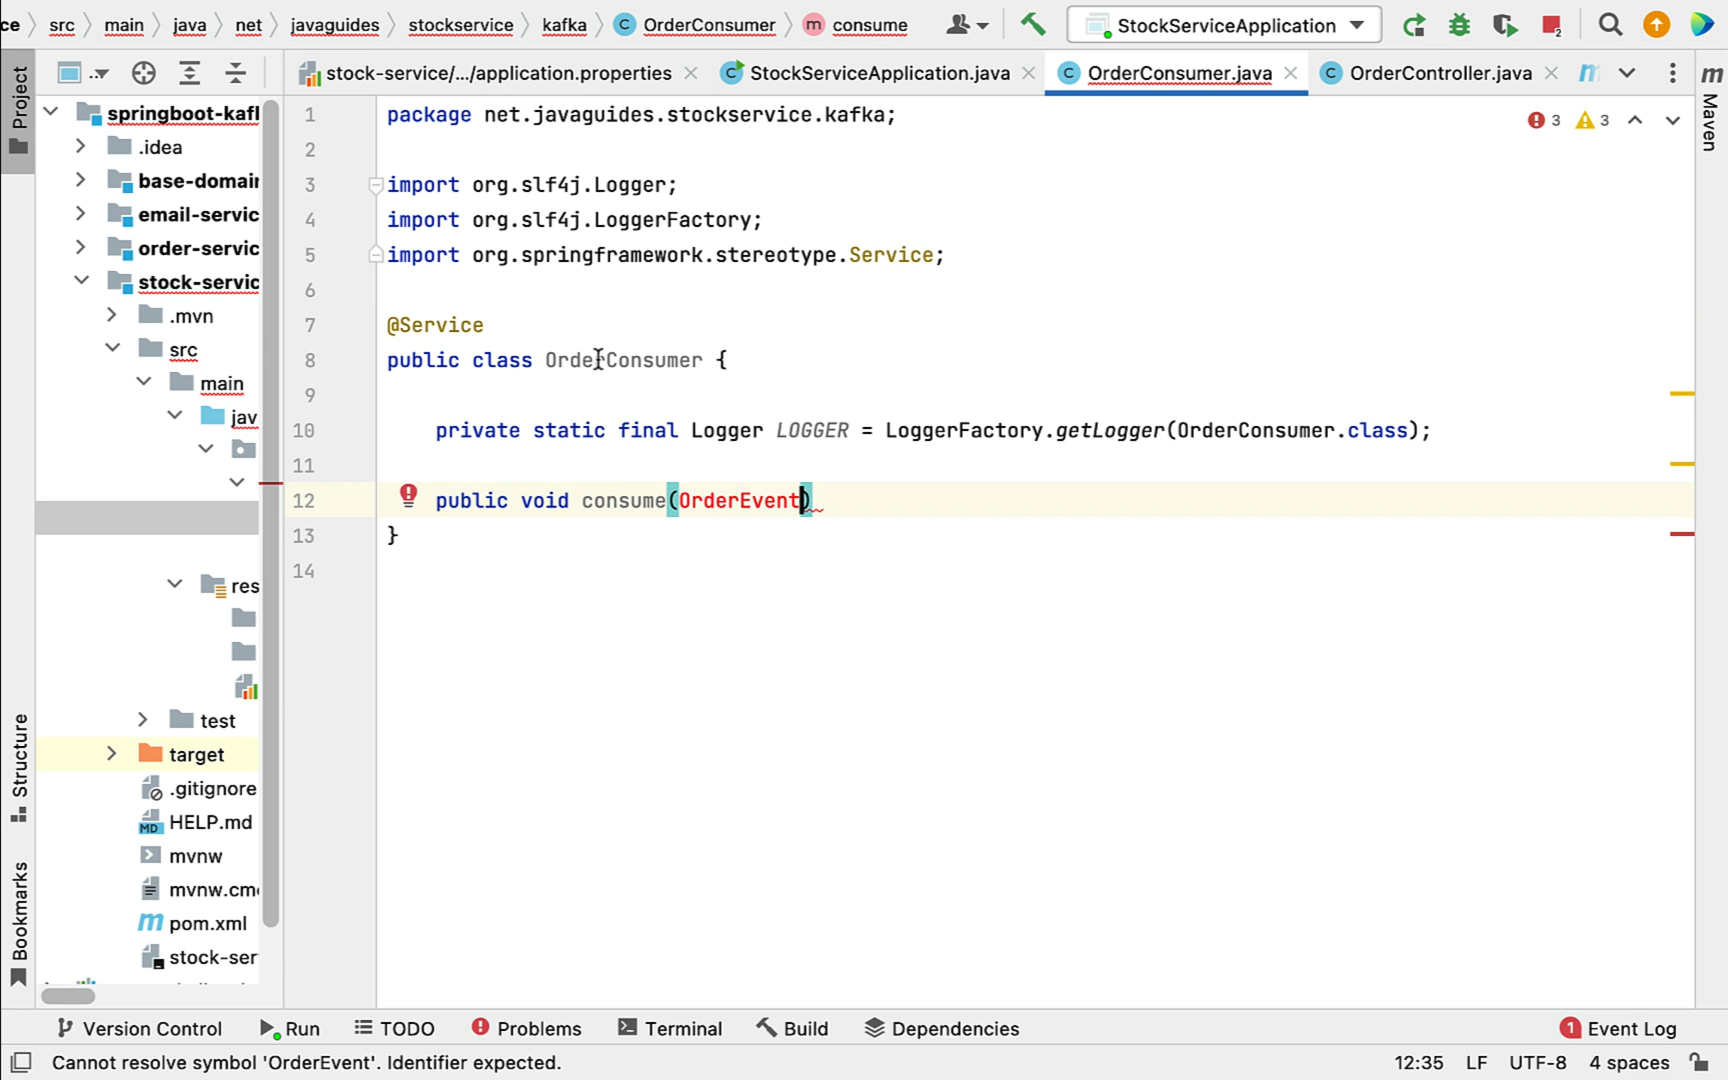 ce src main java net javaguides stockservice kafka OrderConsumer consume StockServiceApplication
stock-service/.../application.properties StockServiceApplication.java OrderConsumer.java OrderController.java
Project
Structure
Bookmarks
springboot-kafl
.idea
base-domair
email-servic
order-servic
stock-servic
.mvn
src
main
jav
res
test
target
.gitignore
HELP.md
mvnw
mvnw.cm
pom.xml
stock-ser
3 3
1 package net.javaguides.stockservice.kafka;
2
3 import org.slf4j.Logger;
4 import org.slf4j.LoggerFactory;
5 import org.springframework.stereotype.Service;
6
7 @Service
8 public class OrderConsumer {
9
10 private static final Logger LOGGER = LoggerFactory.getLogger(OrderConsumer.class);
11
12 public void consume(OrderEvent)
13 }
14
m Maven
Version Control Run TODO Problems Terminal Build Dependencies 1 Event Log
Cannot resolve symbol 'OrderEvent'. Identifier expected. 12:35 LF UTF-8 4 spaces